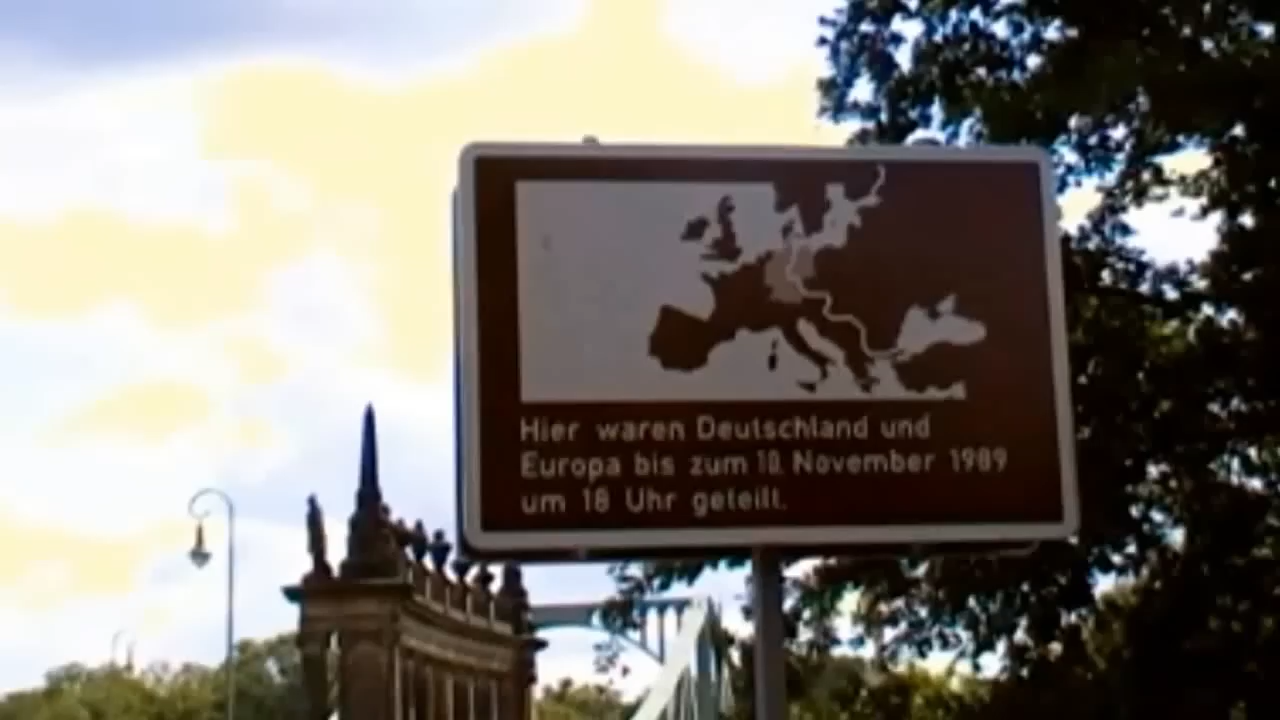 Hier waren Deutschland und
Europa bis zum 10. November 1989
um 18 Uhr geteilt.